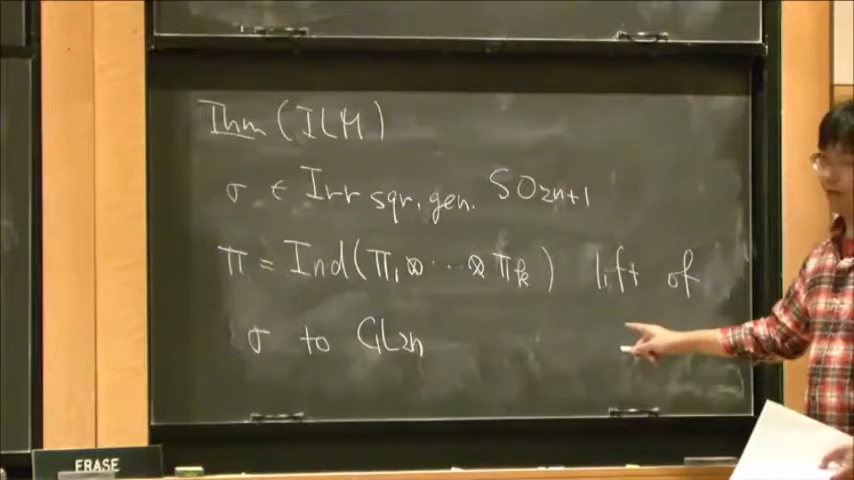 Thm (ILM)
σ ∈ Irr sqr. gen. SO₂ₙ₊₁
π = Ind(π₁ ⊗ ··· ⊗ πₖ) lift of
σ to GL₂ₙ
ERASE